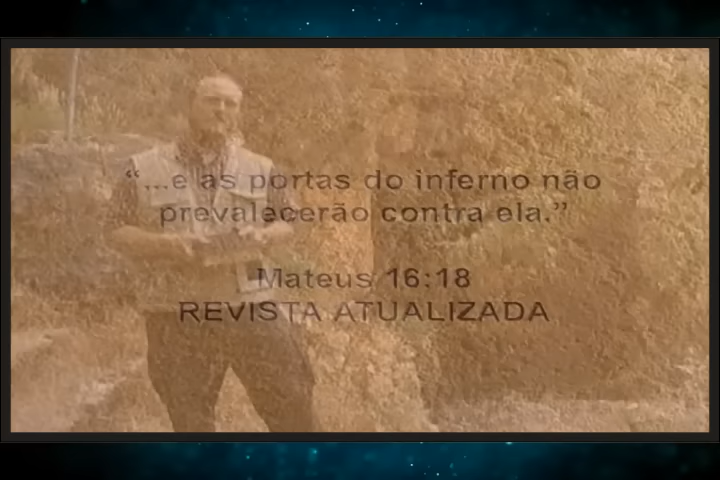 “...e as portas do inferno não
prevalecerão contra ela.”
Mateus 16:18
REVISTA ATUALIZADA